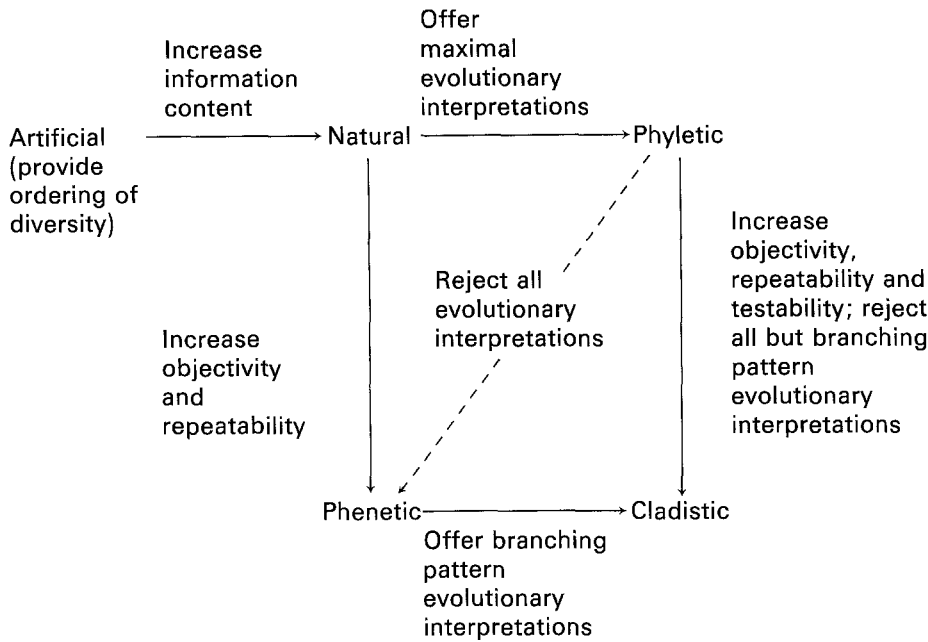 Offer
maximal
evolutionary
interpretations
Increase
information
content
Artificial
(provide
ordering of
diversity)
Natural
Phyletic
Increase
objectivity,
repeatability and
testability; reject
all but branching
pattern
evolutionary
interpretations
Reject all
evolutionary
interpretations
Increase
objectivity
and
repeatability
Phenetic
Cladistic
Offer branching
pattern
evolutionary
interpretations